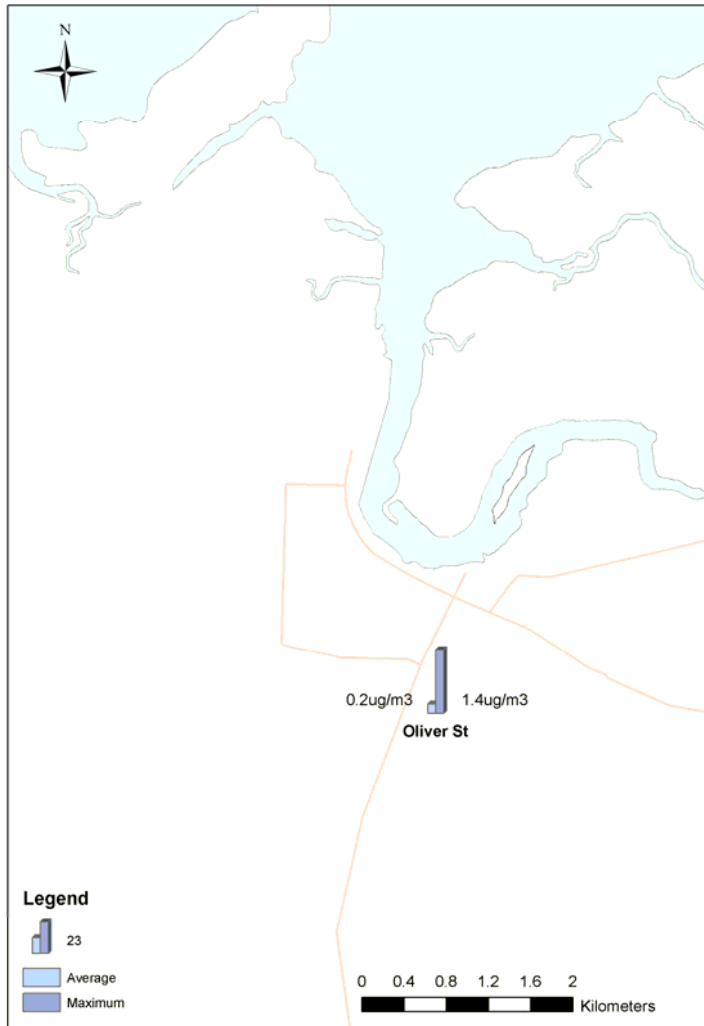 N
0.2ug/m3 1.4ug/m3
Oliver St
Legend
23
Average
Maximum
0 0.4 0.8 1.2 1.6 2
Kilometers